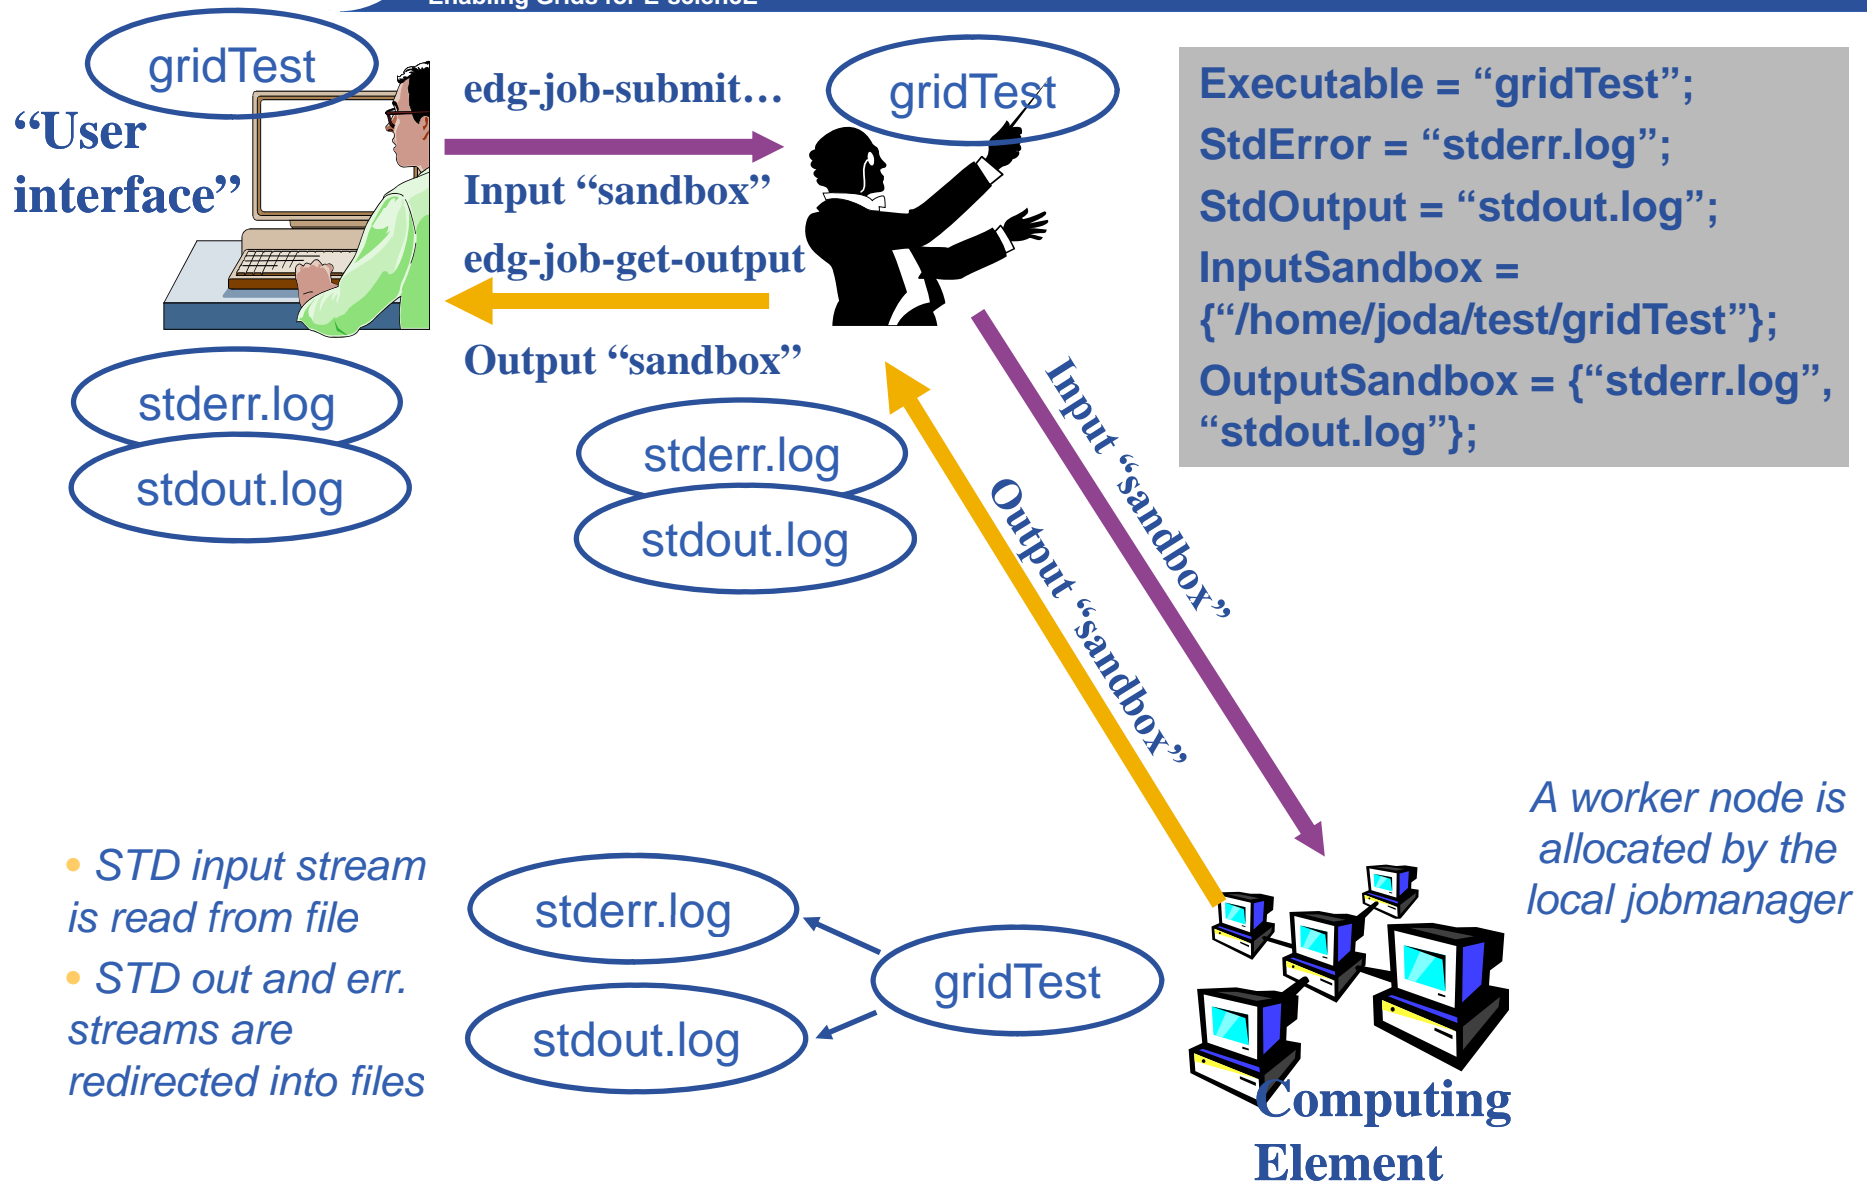 Enabling Grids for E-sciencE
gridTest
“User
interface”
edg-job-submit…
Input “sandbox”
edg-job-get-output
Output “sandbox”
gridTest
Executable = “gridTest”;
StdError = “stderr.log”;
StdOutput = “stdout.log”;
InputSandbox =
{“/home/joda/test/gridTest”};
OutputSandbox = {“stderr.log”,
“stdout.log”};
stderr.log
stdout.log
stderr.log
stdout.log
Input “sandbox”
Output “sandbox”
A worker node is
allocated by the
local jobmanager
• STD input stream
is read from file
• STD out and err.
streams are
redirected into files
stderr.log
stdout.log
gridTest
Computing
Element